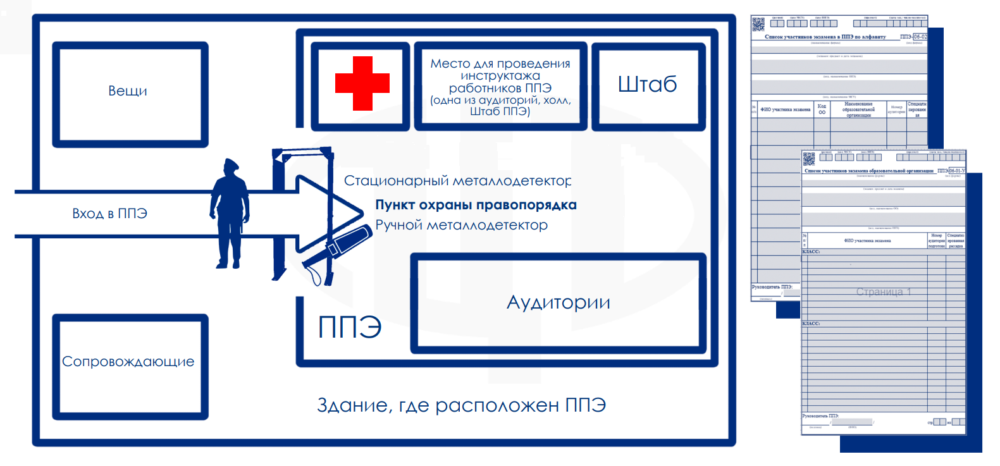 Вещи
Место для проведения
инструктажа
работников ППЭ
(одна из аудиторий, холл,
Штаб ППЭ)
Штаб
Стационарный металлодетектор
Вход в ППЭ
Пункт охраны правопорядка
Ручной металлодетектор
Аудитории
ППЭ
Сопровождающие
Здание, где расположен ППЭ
Список участников экзамена в ППЭ по алфавиту ППЭ-06-02
№ п/п
ФИО участника экзамена
Код ОО
Наименование
образовательной
организации
Номер
аудитории
Руководитель ППЭ:
Список участников экзамена образовательной организации ППЭ-06-01-У
ФИО участника экзамена
Номер
аудитории
КЛАСС:
Страница 1
КЛАСС:
Руководитель ППЭ:
стр. из